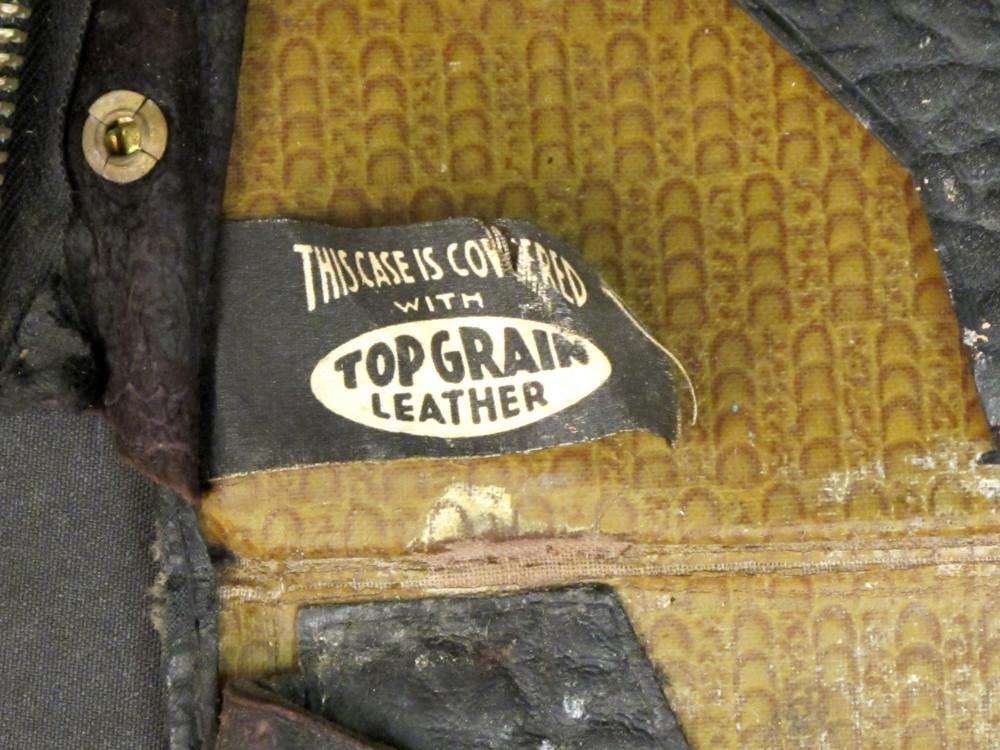 THIS CASE IS COVERED
WITH
TOP GRAIN
LEATHER